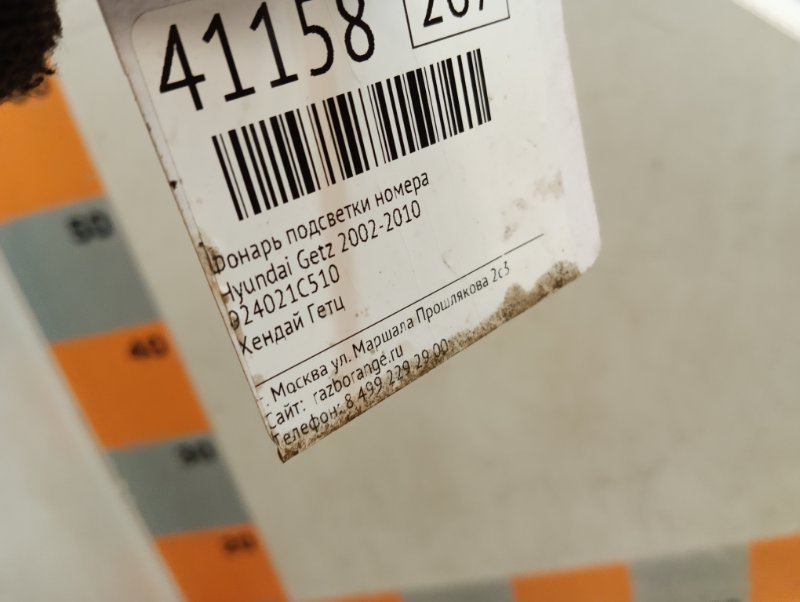 41158
Фонарь подсветки номера
Hyundai Getz 2002-2010
924021C510
Хендай Гетц
г. Москва ул. Маршала Прошлякова 2с3
Сайт: razborange.ru
Телефон: 8 499 229 29 00
50
40
30